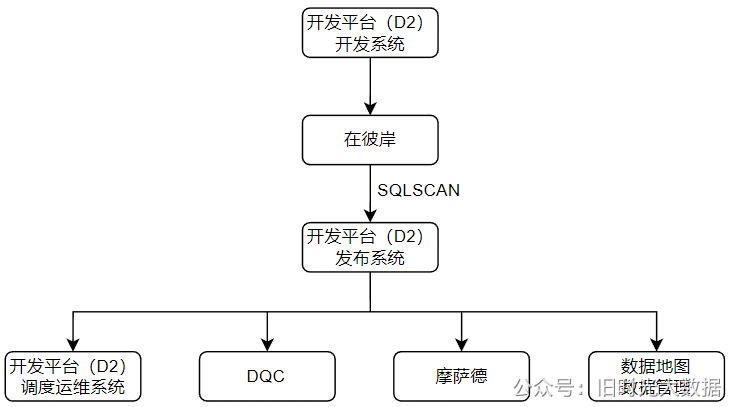 开发平台（D2）
开发系统
在彼岸
SQLSCAN
开发平台（D2）
发布系统
开发平台（D2）
调度运维系统
DQC
摩萨德
数据地图
数据管理
公众号：旧时光大数据